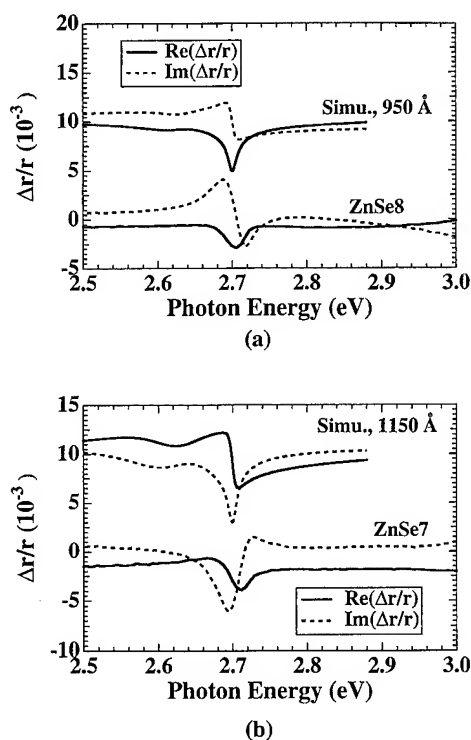 20
15
10
5
0
-5
Δr/r (10⁻³)
Re(Δr/r)
Im(Δr/r)
Simu., 950 Å
ZnSe8
2.5 2.6 2.7 2.8 2.9 3.0
Photon Energy (eV)
(a)
15
10
5
0
-5
-10
Δr/r (10⁻³)
Simu., 1150 Å
ZnSe7
Re(Δr/r)
Im(Δr/r)
2.5 2.6 2.7 2.8 2.9 3.0
Photon Energy (eV)
(b)